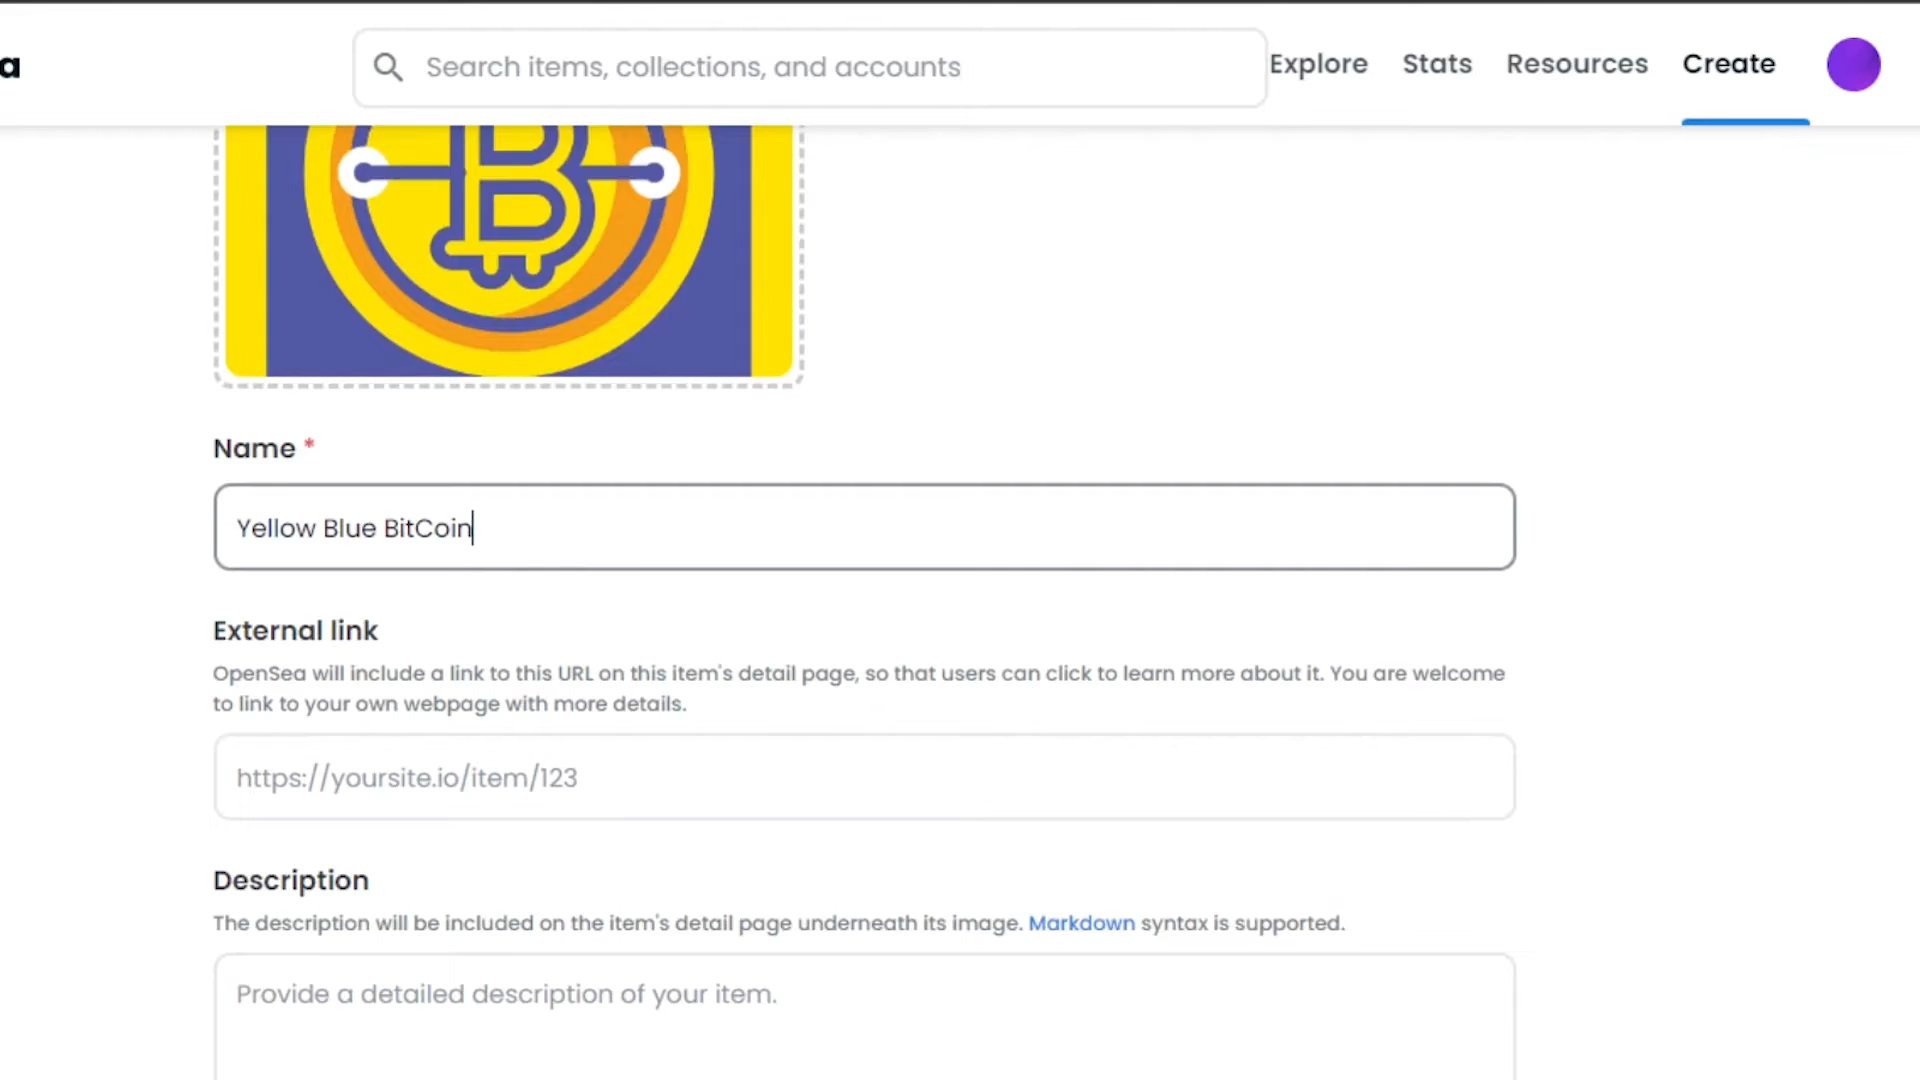 a
Search items, collections, and accounts
Explore
Stats
Resources
Create
Name *
Yellow Blue BitCoin
External link
OpenSea will include a link to this URL on this item's detail page, so that users can click to learn more about it. You are welcome
to link to your own webpage with more details.
https://yoursite.io/item/123
Description
The description will be included on the item's detail page underneath its image. Markdown syntax is supported.
Provide a detailed description of your item.